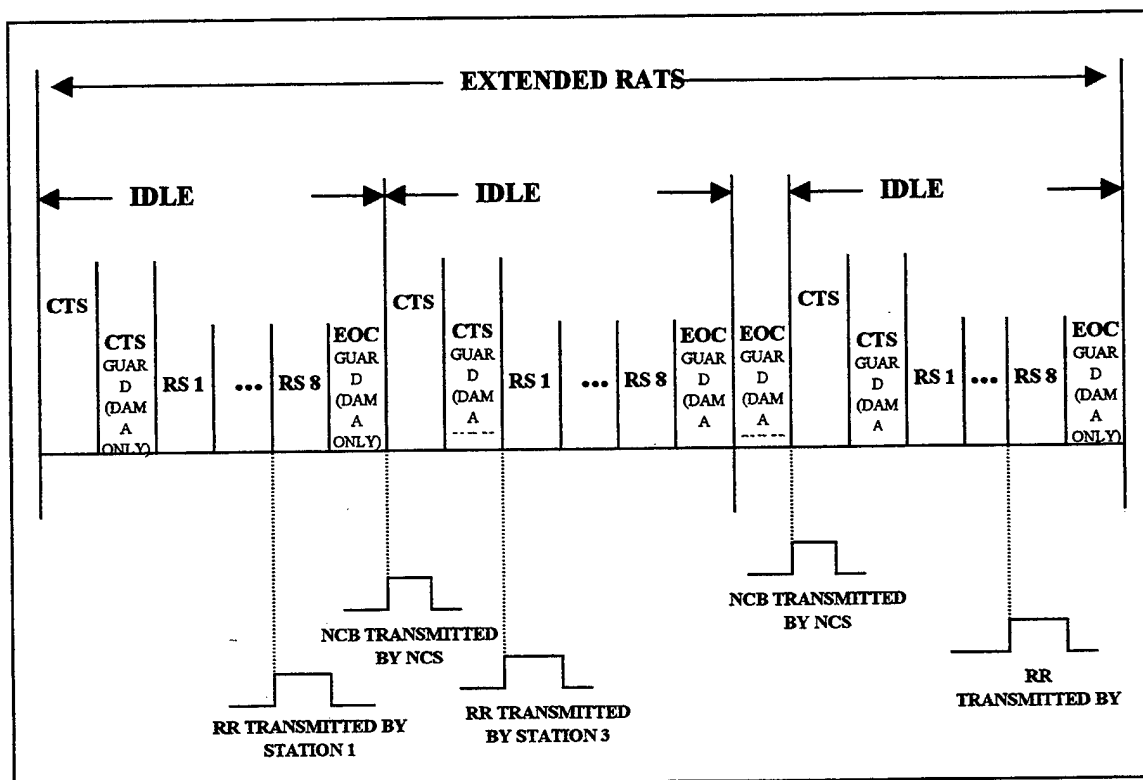 EXTENDED RATS
IDLE
IDLE
IDLE
CTS
CTS
GUAR
D
(DAM
A
ONLY)
RS 1
...
RS 8
EOC
GUAR
D
(DAM
A
ONLY)
CTS
CTS
GUAR
D
(DAM
A
RS 1
...
RS 8
EOC
GUAR
D
(DAM
A
EOC
GUAR
D
(DAM
A
CTS
CTS
GUAR
D
(DAM
A
RS 1
...
RS 8
EOC
GUAR
D
(DAM
A
ONLY)
NCB TRANSMITTED
BY NCS
NCB TRANSMITTED
BY NCS
RR TRANSMITTED BY
STATION 1
RR TRANSMITTED
BY STATION 3
RR
TRANSMITTED BY